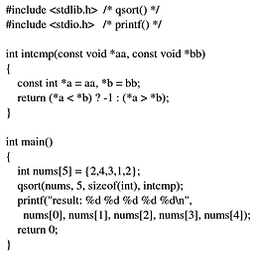 #include <stdlib.h> /* qsort() */
#include <stdio.h> /* printf() */
int intcmp(const void *aa, const void *bb)
{
const int *a = aa, *b = bb;
return (*a < *b) ? -1 : (*a > *b);
}
int main()
{
int nums[5] = {2,4,3,1,2};
qsort(nums, 5, sizeof(int), intcmp);
printf("result: %d %d %d %d %d\n",
nums[0], nums[1], nums[2], nums[3], nums[4]);
return 0;
}